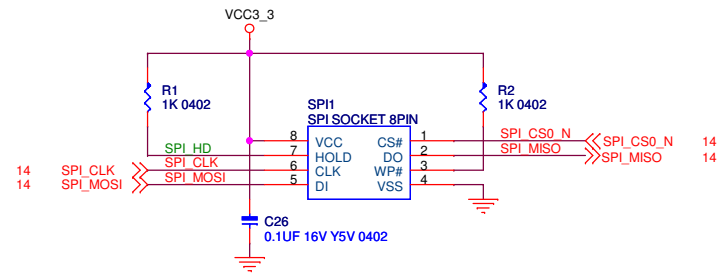 VCC3_3
R1
1K 0402
R2
1K 0402
SPI1
SPI SOCKET 8PIN
8 VCC CS# 1
7 HOLD DO 2
6 CLK WP# 3
5 DI VSS 4
SPI_HD
SPI_CLK
SPI_MOSI
14 SPI_CLK
14 SPI_MOSI
SPI_CS0_N
SPI_MISO
SPI_CS0_N 14
SPI_MISO 14
C26
0.1UF 16V Y5V 0402